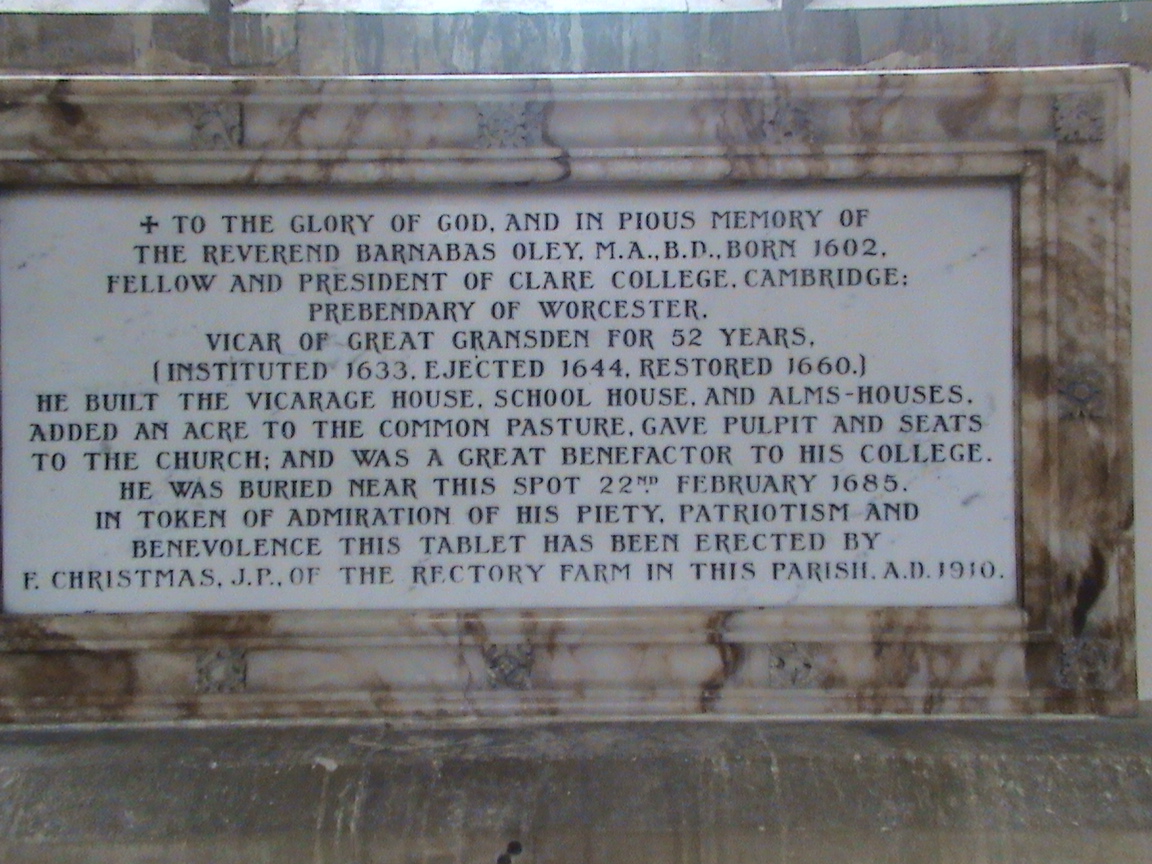 ✝ TO THE GLORY OF GOD, AND IN PIOUS MEMORY OF
THE REVEREND BARNABAS OLEY, M.A., B.D., BORN 1602,
FELLOW AND PRESIDENT OF CLARE COLLEGE, CAMBRIDGE;
PREBENDARY OF WORCESTER.
VICAR OF GREAT GRANSDEN FOR 52 YEARS,
(INSTITUTED 1633, EJECTED 1644, RESTORED 1660.)
HE BUILT THE VICARAGE HOUSE, SCHOOL HOUSE, AND ALMS-HOUSES,
ADDED AN ACRE TO THE COMMON PASTURE, GAVE PULPIT AND SEATS
TO THE CHURCH; AND WAS A GREAT BENEFACTOR TO HIS COLLEGE.
HE WAS BURIED NEAR THIS SPOT 22ND FEBRUARY 1685.
IN TOKEN OF ADMIRATION OF HIS PIETY, PATRIOTISM AND
BENEVOLENCE THIS TABLET HAS BEEN ERECTED BY
F. CHRISTMAS, J.P., OF THE RECTORY FARM IN THIS PARISH, A.D. 1910.